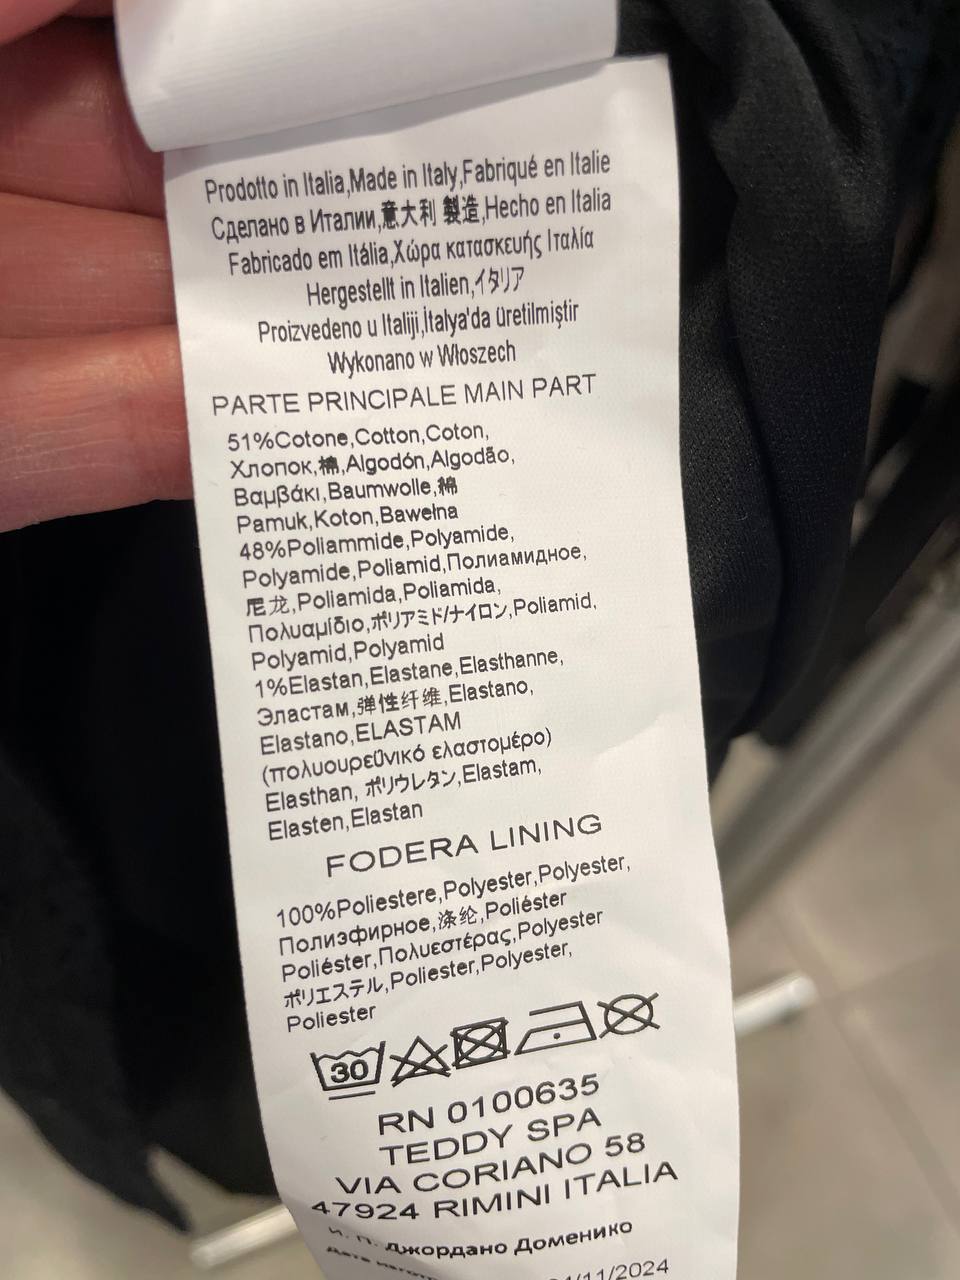 Prodotto in Italia,Made in Italy,Fabriqué en Italie
Сделано в Италии,意大利 製造,Hecho en Italia
Fabricado em Itália,Χώρα κατασκευής Ιταλία
Hergestellt in Italien,イタリア
Proizvedeno u Italiji,İtalya'da üretilmiştir
Wykonano w Włoszech
PARTE PRINCIPALE MAIN PART
51%Cotone,Cotton,Coton,
Хлопок,棉,Algodón,Algodão,
Βαμβάκι,Baumwolle,綿
Pamuk,Koton,Bawełna
48%Poliammide,Polyamide,
Polyamide,Poliamid,Полиамидное,
尼龙,Poliamida,Poliamida,
Πολυαμίδιο,ポリアミド/ナイロン,Poliamid,
Polyamid,Polyamid
1%Elastan,Elastane,Elasthanne,
Эластам,弹性纤维,Elastano,
Elastano,ELASTAM
(πολυουρεΰνικό ελαστομέρο)
Elasthan, ポリウレタン,Elastam,
Elasten,Elastan
FODERA LINING
100%Poliestere,Polyester,Polyester,
Полиэфирное,涤纶,Poliéster
Poliéster,Πολυεστέρας,Polyester
ポリエステル,Poliester,Polyester,
Poliester
30
RN 0100635
TEDDY SPA
VIA CORIANO 58
47924 RIMINI ITALIA
И. П. Джордано Доменико
Дата /11/2024